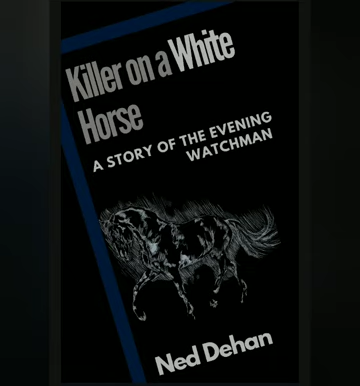 Killer on a White
Horse
A STORY OF THE EVENING
WATCHMAN
Ned Dehan